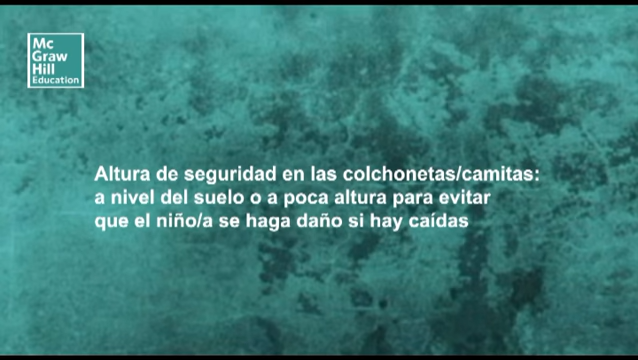 Mc
Graw
Hill
Education
Altura de seguridad en las colchonetas/camitas:
a nivel del suelo o a poca altura para evitar
que el niño/a se haga daño si hay caídas